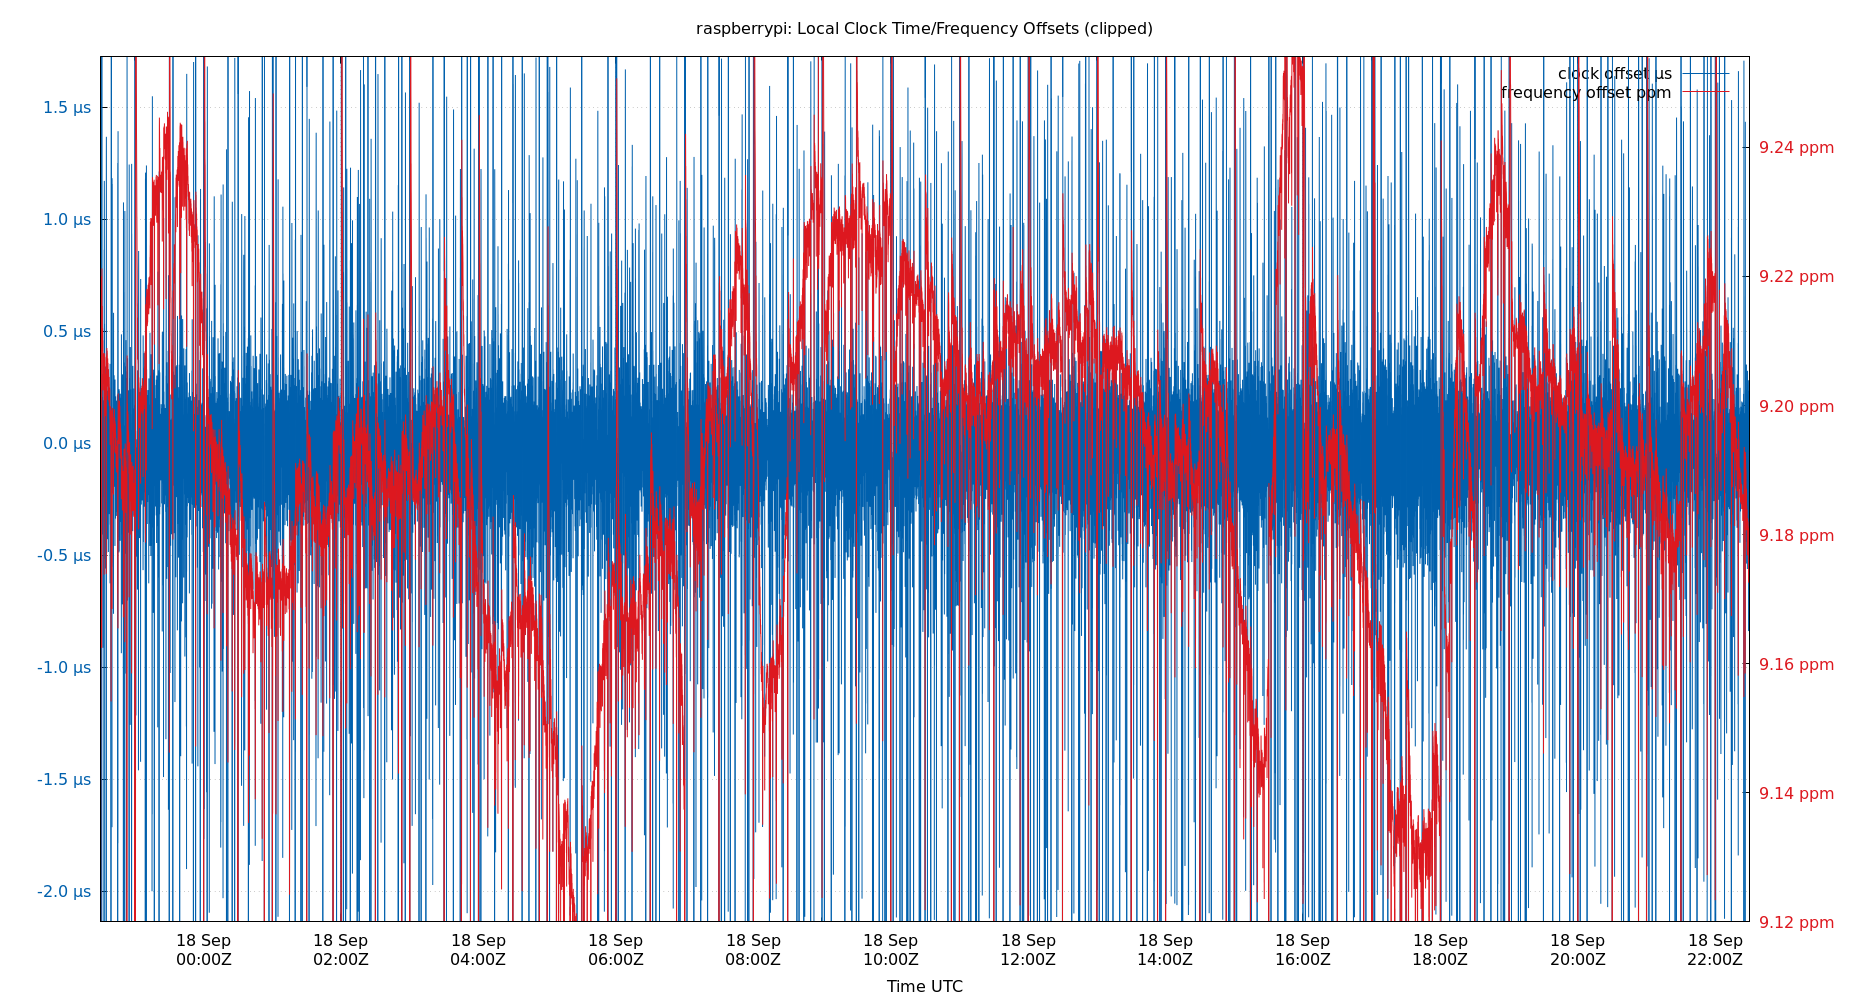 raspberrypi: Local Clock Time/Frequency Offsets (clipped)
clock offset µs
frequency offset ppm
1.5 µs
1.0 µs
0.5 µs
0.0 µs
-0.5 µs
-1.0 µs
-1.5 µs
-2.0 µs
9.24 ppm
9.22 ppm
9.20 ppm
9.18 ppm
9.16 ppm
9.14 ppm
9.12 ppm
18 Sep 18 Sep 18 Sep 18 Sep 18 Sep 18 Sep 18 Sep 18 Sep 18 Sep 18 Sep 18 Sep 18 Sep
00:00Z 02:00Z 04:00Z 06:00Z 08:00Z 10:00Z 12:00Z 14:00Z 16:00Z 18:00Z 20:00Z 22:00Z
Time UTC